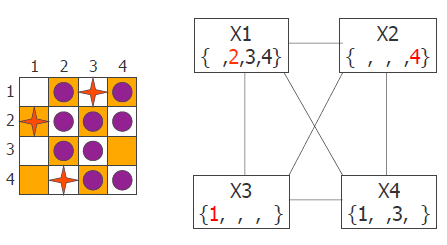 1 2 3 4
1
2
3
4
X1
{ ,2,3,4}
X2
{ , , ,4}
X3
{1, , , }
X4
{1, ,3, }